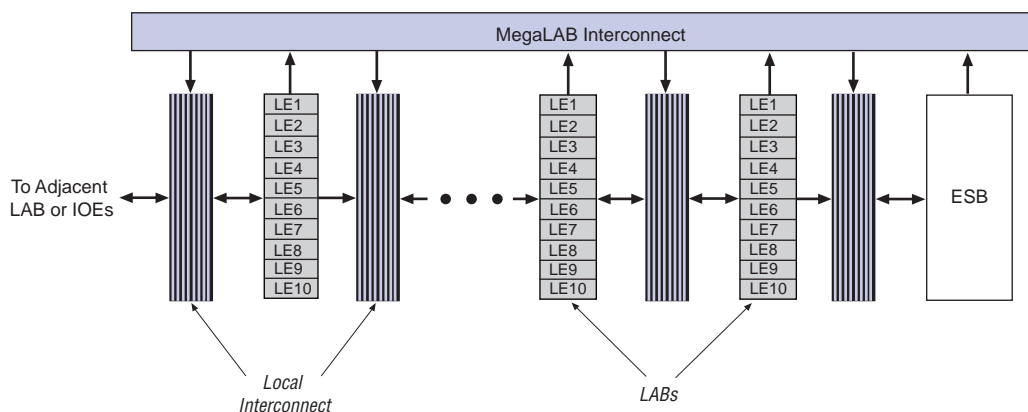 MegaLAB Interconnect
To Adjacent
LAB or IOEs
LE1
LE2
LE3
LE4
LE5
LE6
LE7
LE8
LE9
LE10
LE1
LE2
LE3
LE4
LE5
LE6
LE7
LE8
LE9
LE10
LE1
LE2
LE3
LE4
LE5
LE6
LE7
LE8
LE9
LE10
ESB
Local
Interconnect
LABs